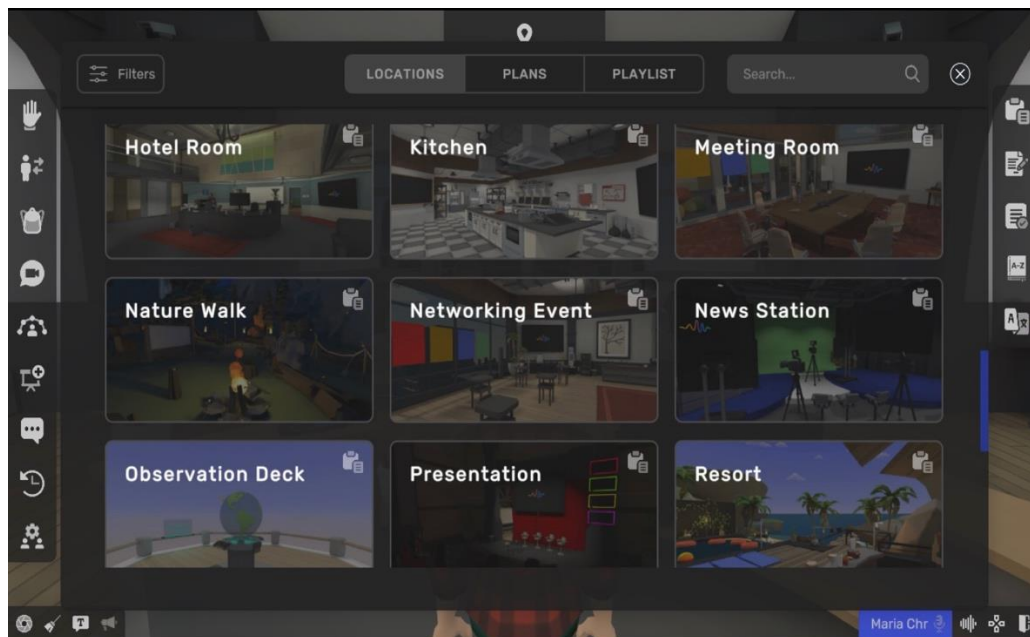 Filters
LOCATIONS
PLANS
PLAYLIST
Search...
Hotel Room
Kitchen
Meeting Room
Nature Walk
Networking Event
News Station
Observation Deck
Presentation
Resort
A-Z
A
T
Maria Chr